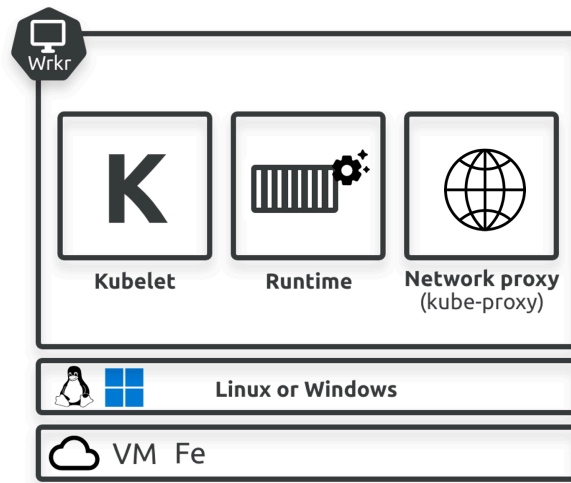 Wrkr
K
Kubelet
Runtime
Network proxy
(kube-proxy)
Linux or Windows
VM Fe